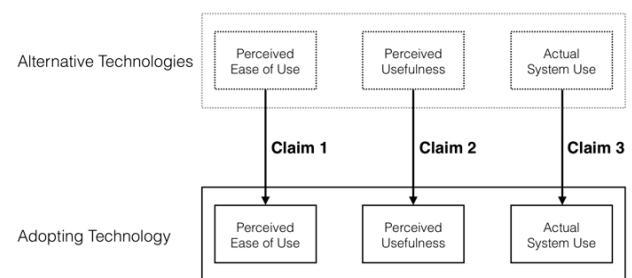 Alternative Technologies
Perceived
Ease of Use
Perceived
Usefulness
Actual
System Use
Claim 1
Claim 2
Claim 3
Adopting Technology
Perceived
Ease of Use
Perceived
Usefulness
Actual
System Use